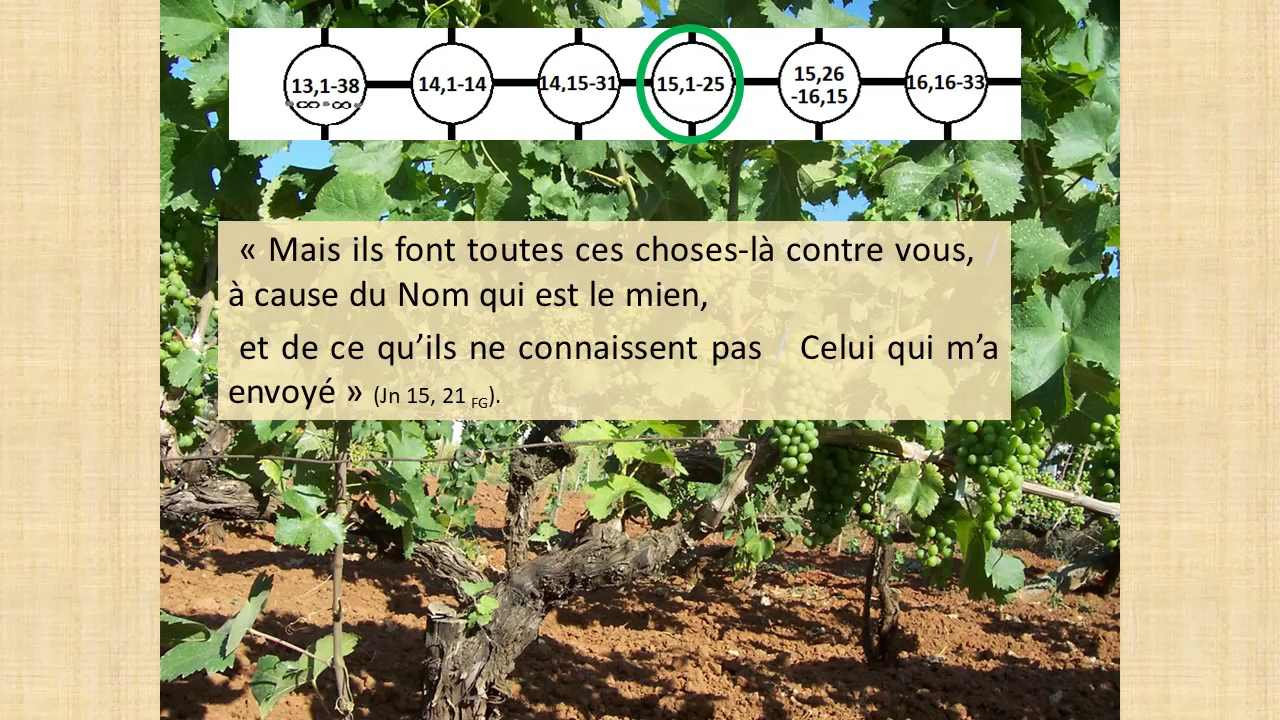 13,1-38 14,1-14 14,15-31 15,1-25 15,26 -16,15 16,16-33
∞ - ∞
« Mais ils font toutes ces choses-là contre vous, /
à cause du Nom qui est le mien,
et de ce qu’ils ne connaissent pas / Celui qui m’a
envoyé » (Jn 15, 21 FG).